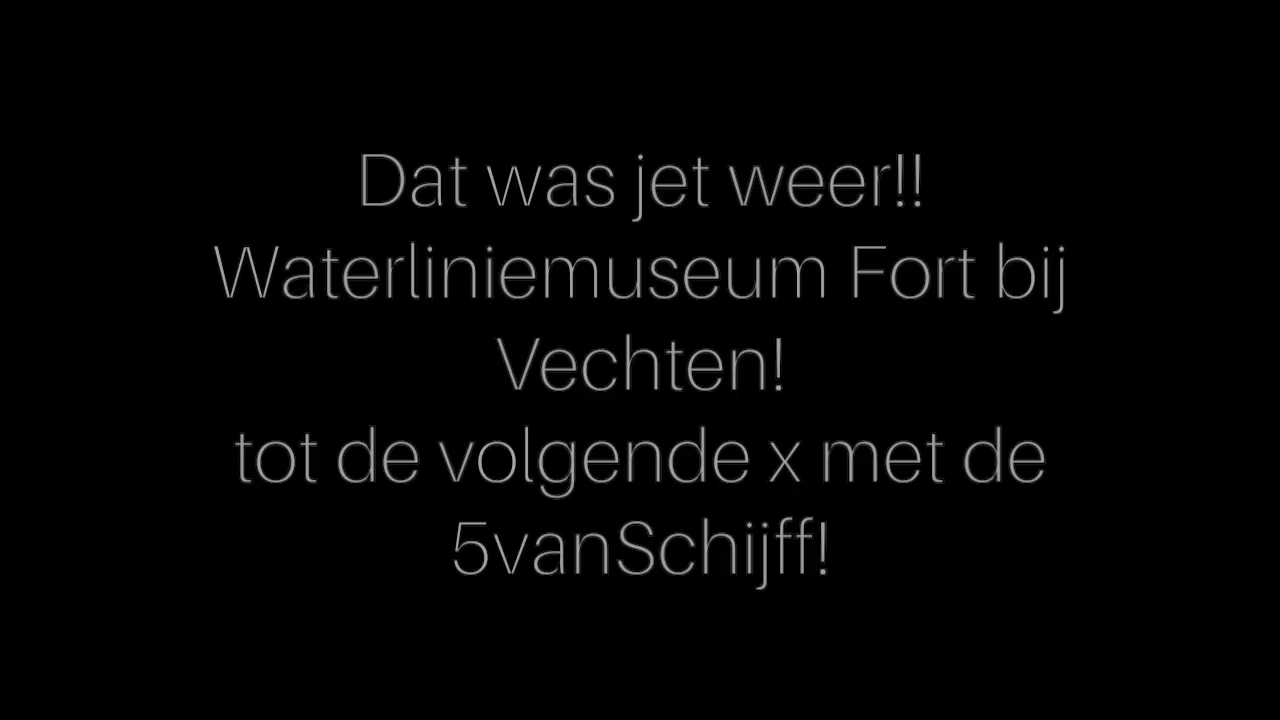 Dat was jet weer!!
Waterliniemuseum Fort bij
Vechten!
tot de volgende x met de
5vanSchijff!